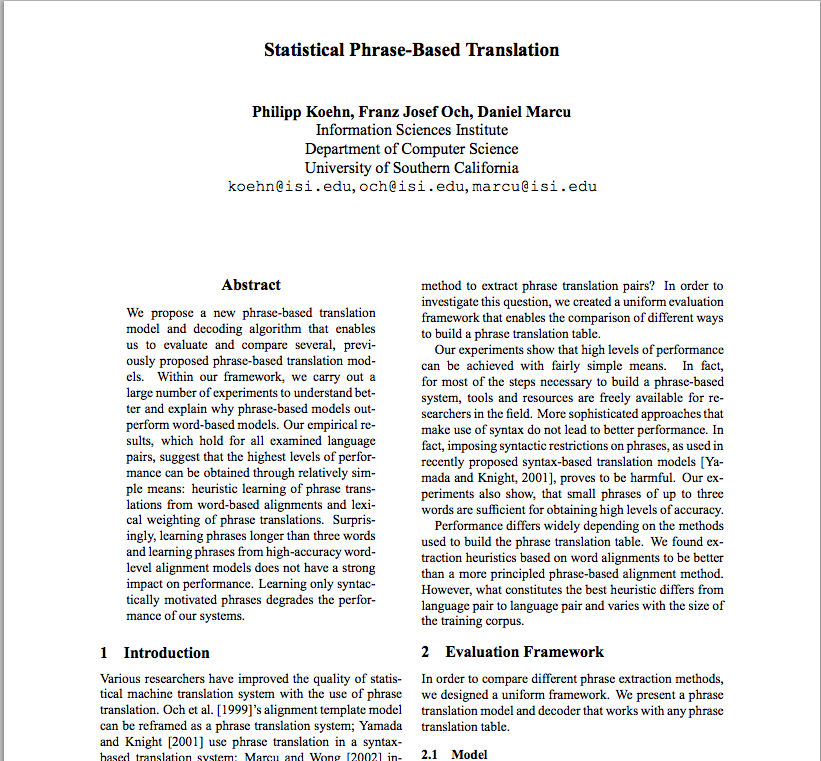 Statistical Phrase-Based Translation
Philipp Koehn, Franz Josef Och, Daniel Marcu
Information Sciences Institute
Department of Computer Science
University of Southern California
koehn@isi.edu, och@isi.edu, marcu@isi.edu
Abstract
We propose a new phrase-based translation
model and decoding algorithm that enables
us to evaluate and compare several, previ-
ously proposed phrase-based translation mod-
els. Within our framework, we carry out a
large number of experiments to understand bet-
ter and explain why phrase-based models out-
perform word-based models. Our empirical re-
sults, which hold for all examined language
pairs, suggest that the highest levels of perfor-
mance can be obtained through relatively sim-
ple means: heuristic learning of phrase trans-
lations from word-based alignments and lexi-
cal weighting of phrase translations. Surpris-
ingly, learning phrases longer than three words
and learning phrases from high-accuracy word-
level alignment models does not have a strong
impact on performance. Learning only syntac-
tically motivated phrases degrades the perfor-
mance of our systems.
1 Introduction
Various researchers have improved the quality of statis-
tical machine translation system with the use of phrase
translation. Och et al. [1999]'s alignment template model
can be reframed as a phrase translation system; Yamada
and Knight [2001] use phrase translation in a syntax-
based translation system; Marcu and Wong [2002] in-
method to extract phrase translation pairs? In order to
investigate this question, we created a uniform evaluation
framework that enables the comparison of different ways
to build a phrase translation table.
Our experiments show that high levels of performance
can be achieved with fairly simple means. In fact,
for most of the steps necessary to build a phrase-based
system, tools and resources are freely available for re-
searchers in the field. More sophisticated approaches that
make use of syntax do not lead to better performance. In
fact, imposing syntactic restrictions on phrases, as used in
recently proposed syntax-based translation models [Ya-
mada and Knight, 2001], proves to be harmful. Our ex-
periments also show, that small phrases of up to three
words are sufficient for obtaining high levels of accuracy.
Performance differs widely depending on the methods
used to build the phrase translation table. We found ex-
traction heuristics based on word alignments to be better
than a more principled phrase-based alignment method.
However, what constitutes the best heuristic differs from
language pair to language pair and varies with the size of
the training corpus.
2 Evaluation Framework
In order to compare different phrase extraction methods,
we designed a uniform framework. We present a phrase
translation model and decoder that works with any phrase
translation table.
2.1 Model